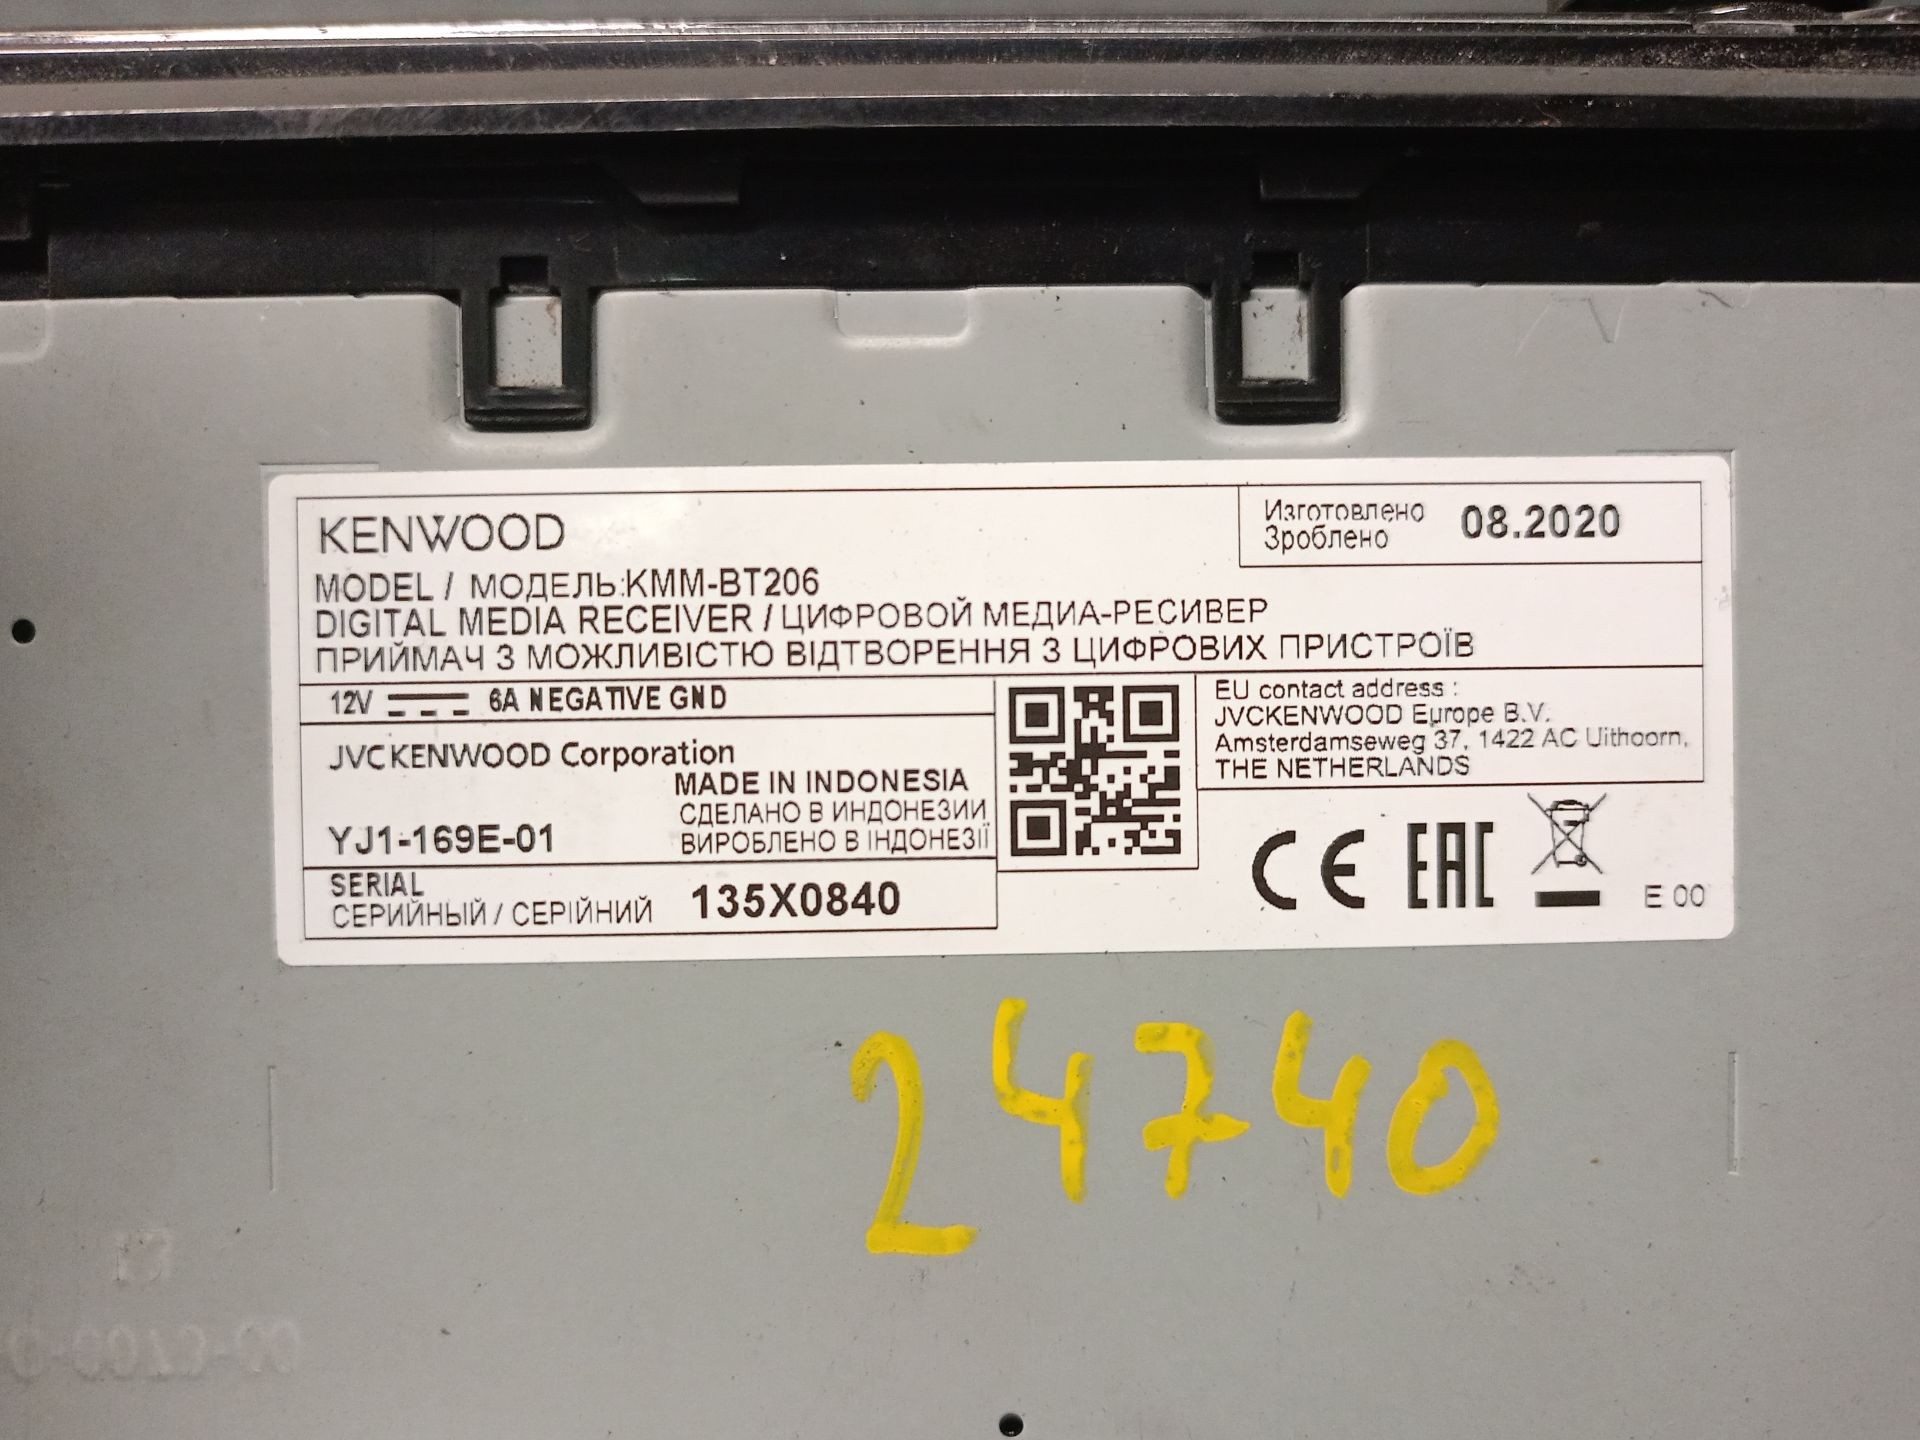 KENWOOD
Изготовлено
Зроблено
08.2020
MODEL / МОДЕЛЬ:KMM-BT206
DIGITAL MEDIA RECEIVER / ЦИФРОВОЙ МЕДИА-РЕСИВЕР
ПРИЙМАЧ З МОЖЛИВІСТЮ ВІДТВОРЕННЯ З ЦИФРОВИХ ПРИСТРОЇВ
12V 6A NEGATIVE GND
JVCKENWOOD Corporation
MADE IN INDONESIA
СДЕЛАНО В ИНДОНЕЗИИ
YJ1-169E-01
ВИРОБЛЕНО В ІНДОНЕЗІЇ
SERIAL
СЕРИЙНЫЙ / СЕРІЙНИЙ
135X0840
EU contact address :
JVCKENWOOD Europe B.V.
Amsterdamseweg 37, 1422 AC Uithoorn,
THE NETHERLANDS
CE EAC
E 00
24740